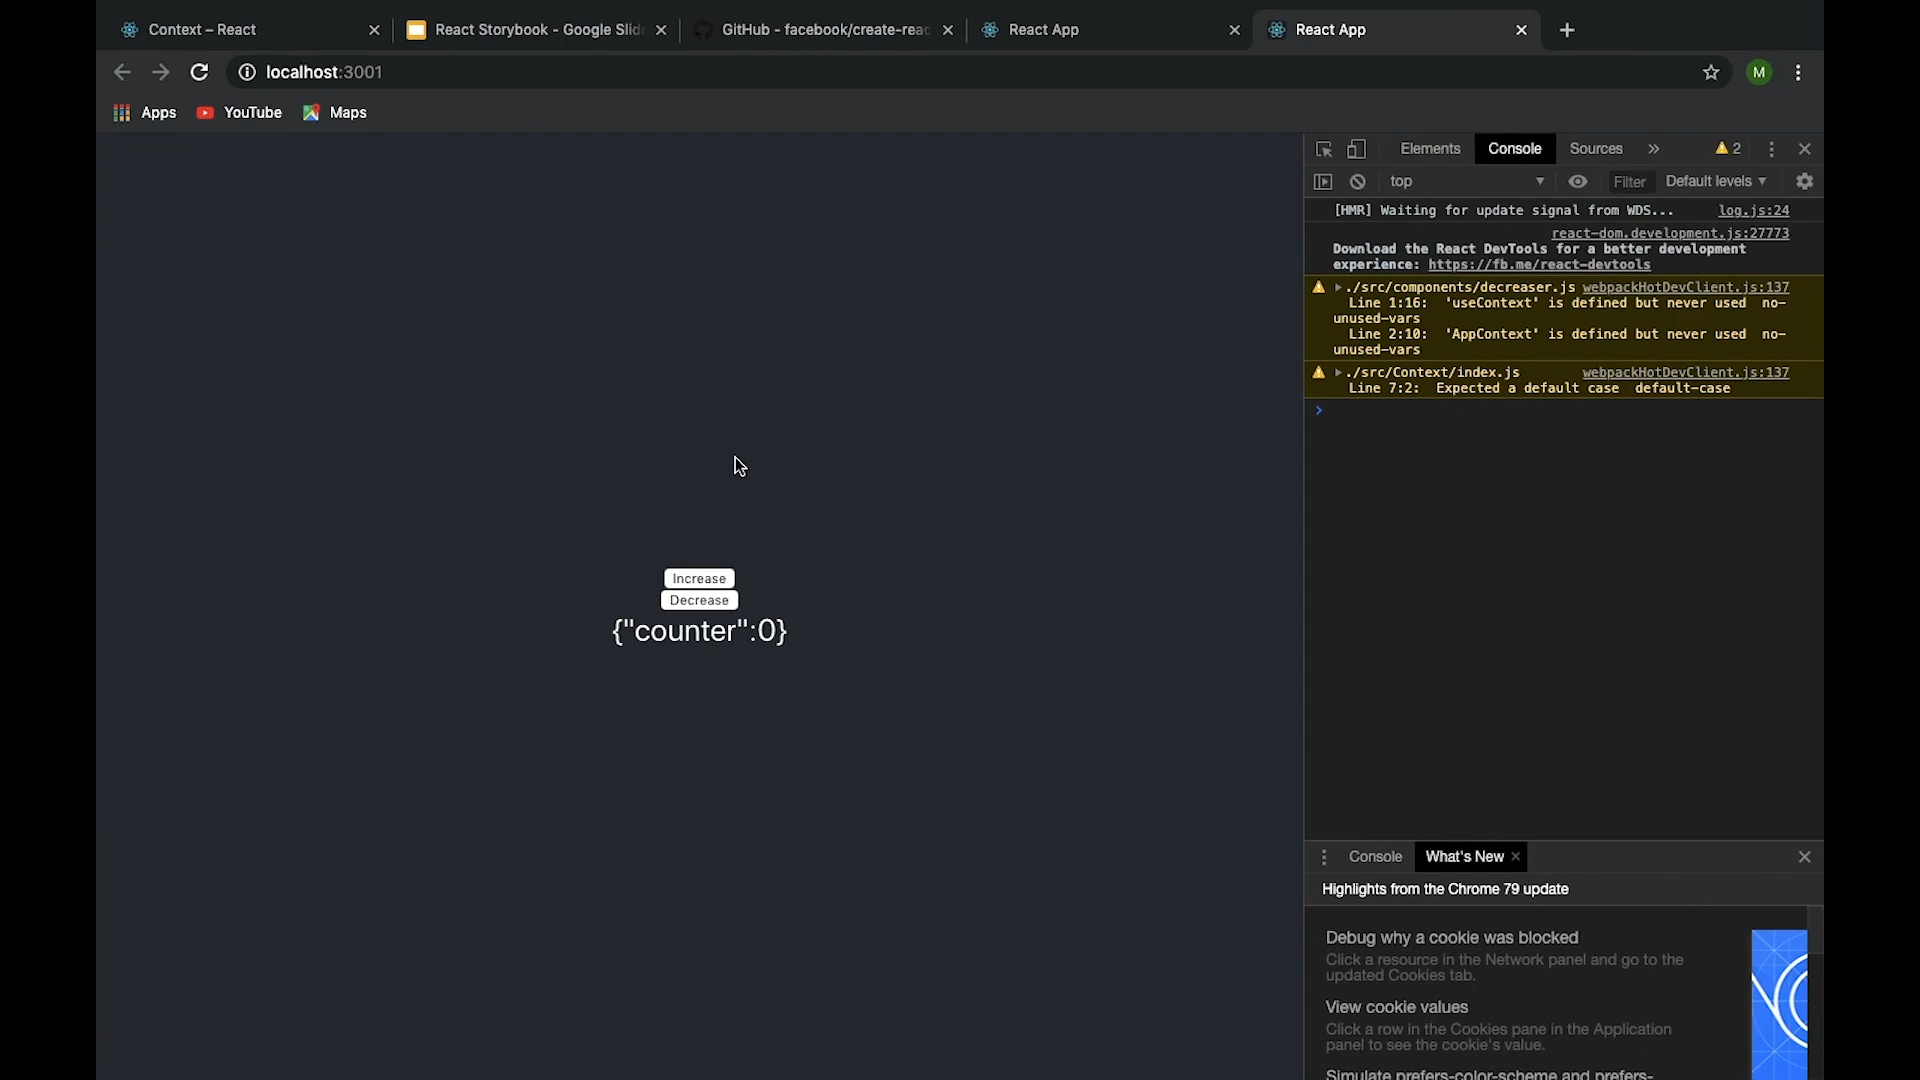 Context – React
React Storybook - Google Slid
GitHub - facebook/create-reac
React App
React App
localhost:3001
M
Apps
YouTube
Maps
Elements
Console
Sources
2
top
Filter
Default levels
[HMR] Waiting for update signal from WDS...
log.js:24
react-dom.development.js:27773
Download the React DevTools for a better development
experience: https://fb.me/react-devtools
./src/components/decreaser.js webpackHotDevClient.js:137
Line 1:16: 'useContext' is defined but never used no-
unused-vars
Line 2:10: 'AppContext' is defined but never used no-
unused-vars
./src/Context/index.js webpackHotDevClient.js:137
Line 7:2: Expected a default case default-case
Increase
Decrease
{"counter":0}
Console
What's New
Highlights from the Chrome 79 update
Debug why a cookie was blocked
Click a resource in the Network panel and go to the
updated Cookies tab.
View cookie values
Click a row in the Cookies pane in the Application
panel to see the cookie's value.
Simulate prefers-color-scheme and prefers-